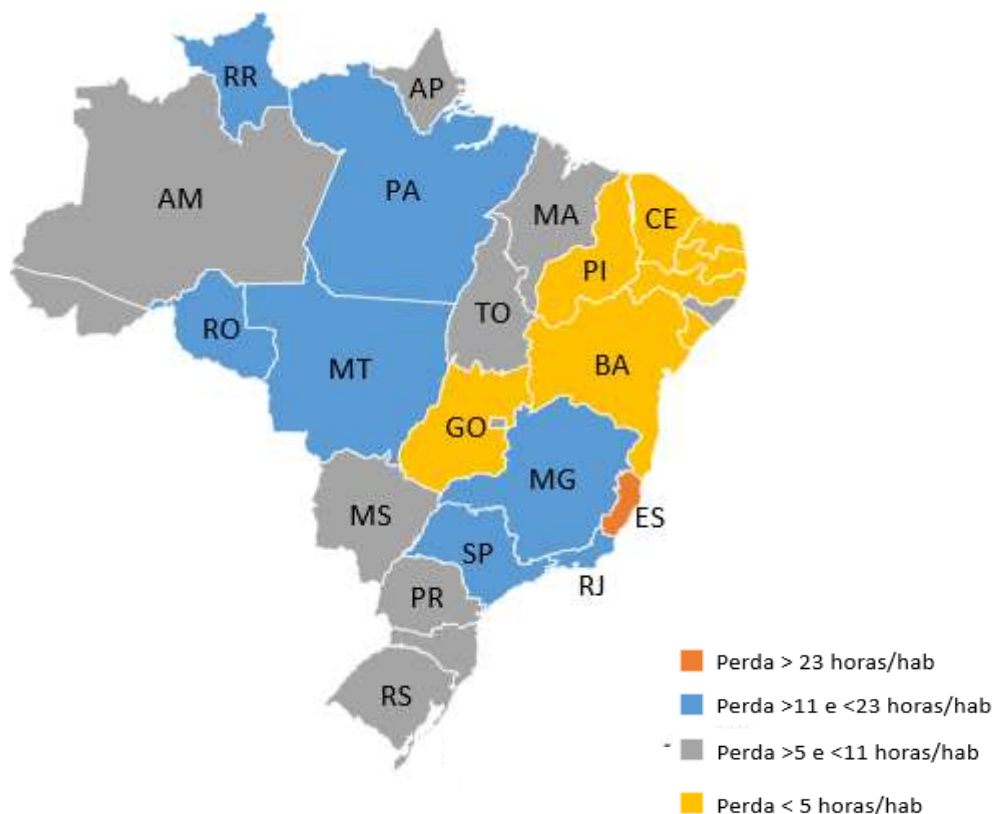 RR
AP
AM
PA
MA
CE
PI
TO
RO
MT
BA
GO
MG
MS
ES
SP
RJ
PR
RS
Perda > 23 horas/hab
Perda >11 e <23 horas/hab
Perda >5 e <11 horas/hab
Perda < 5 horas/hab